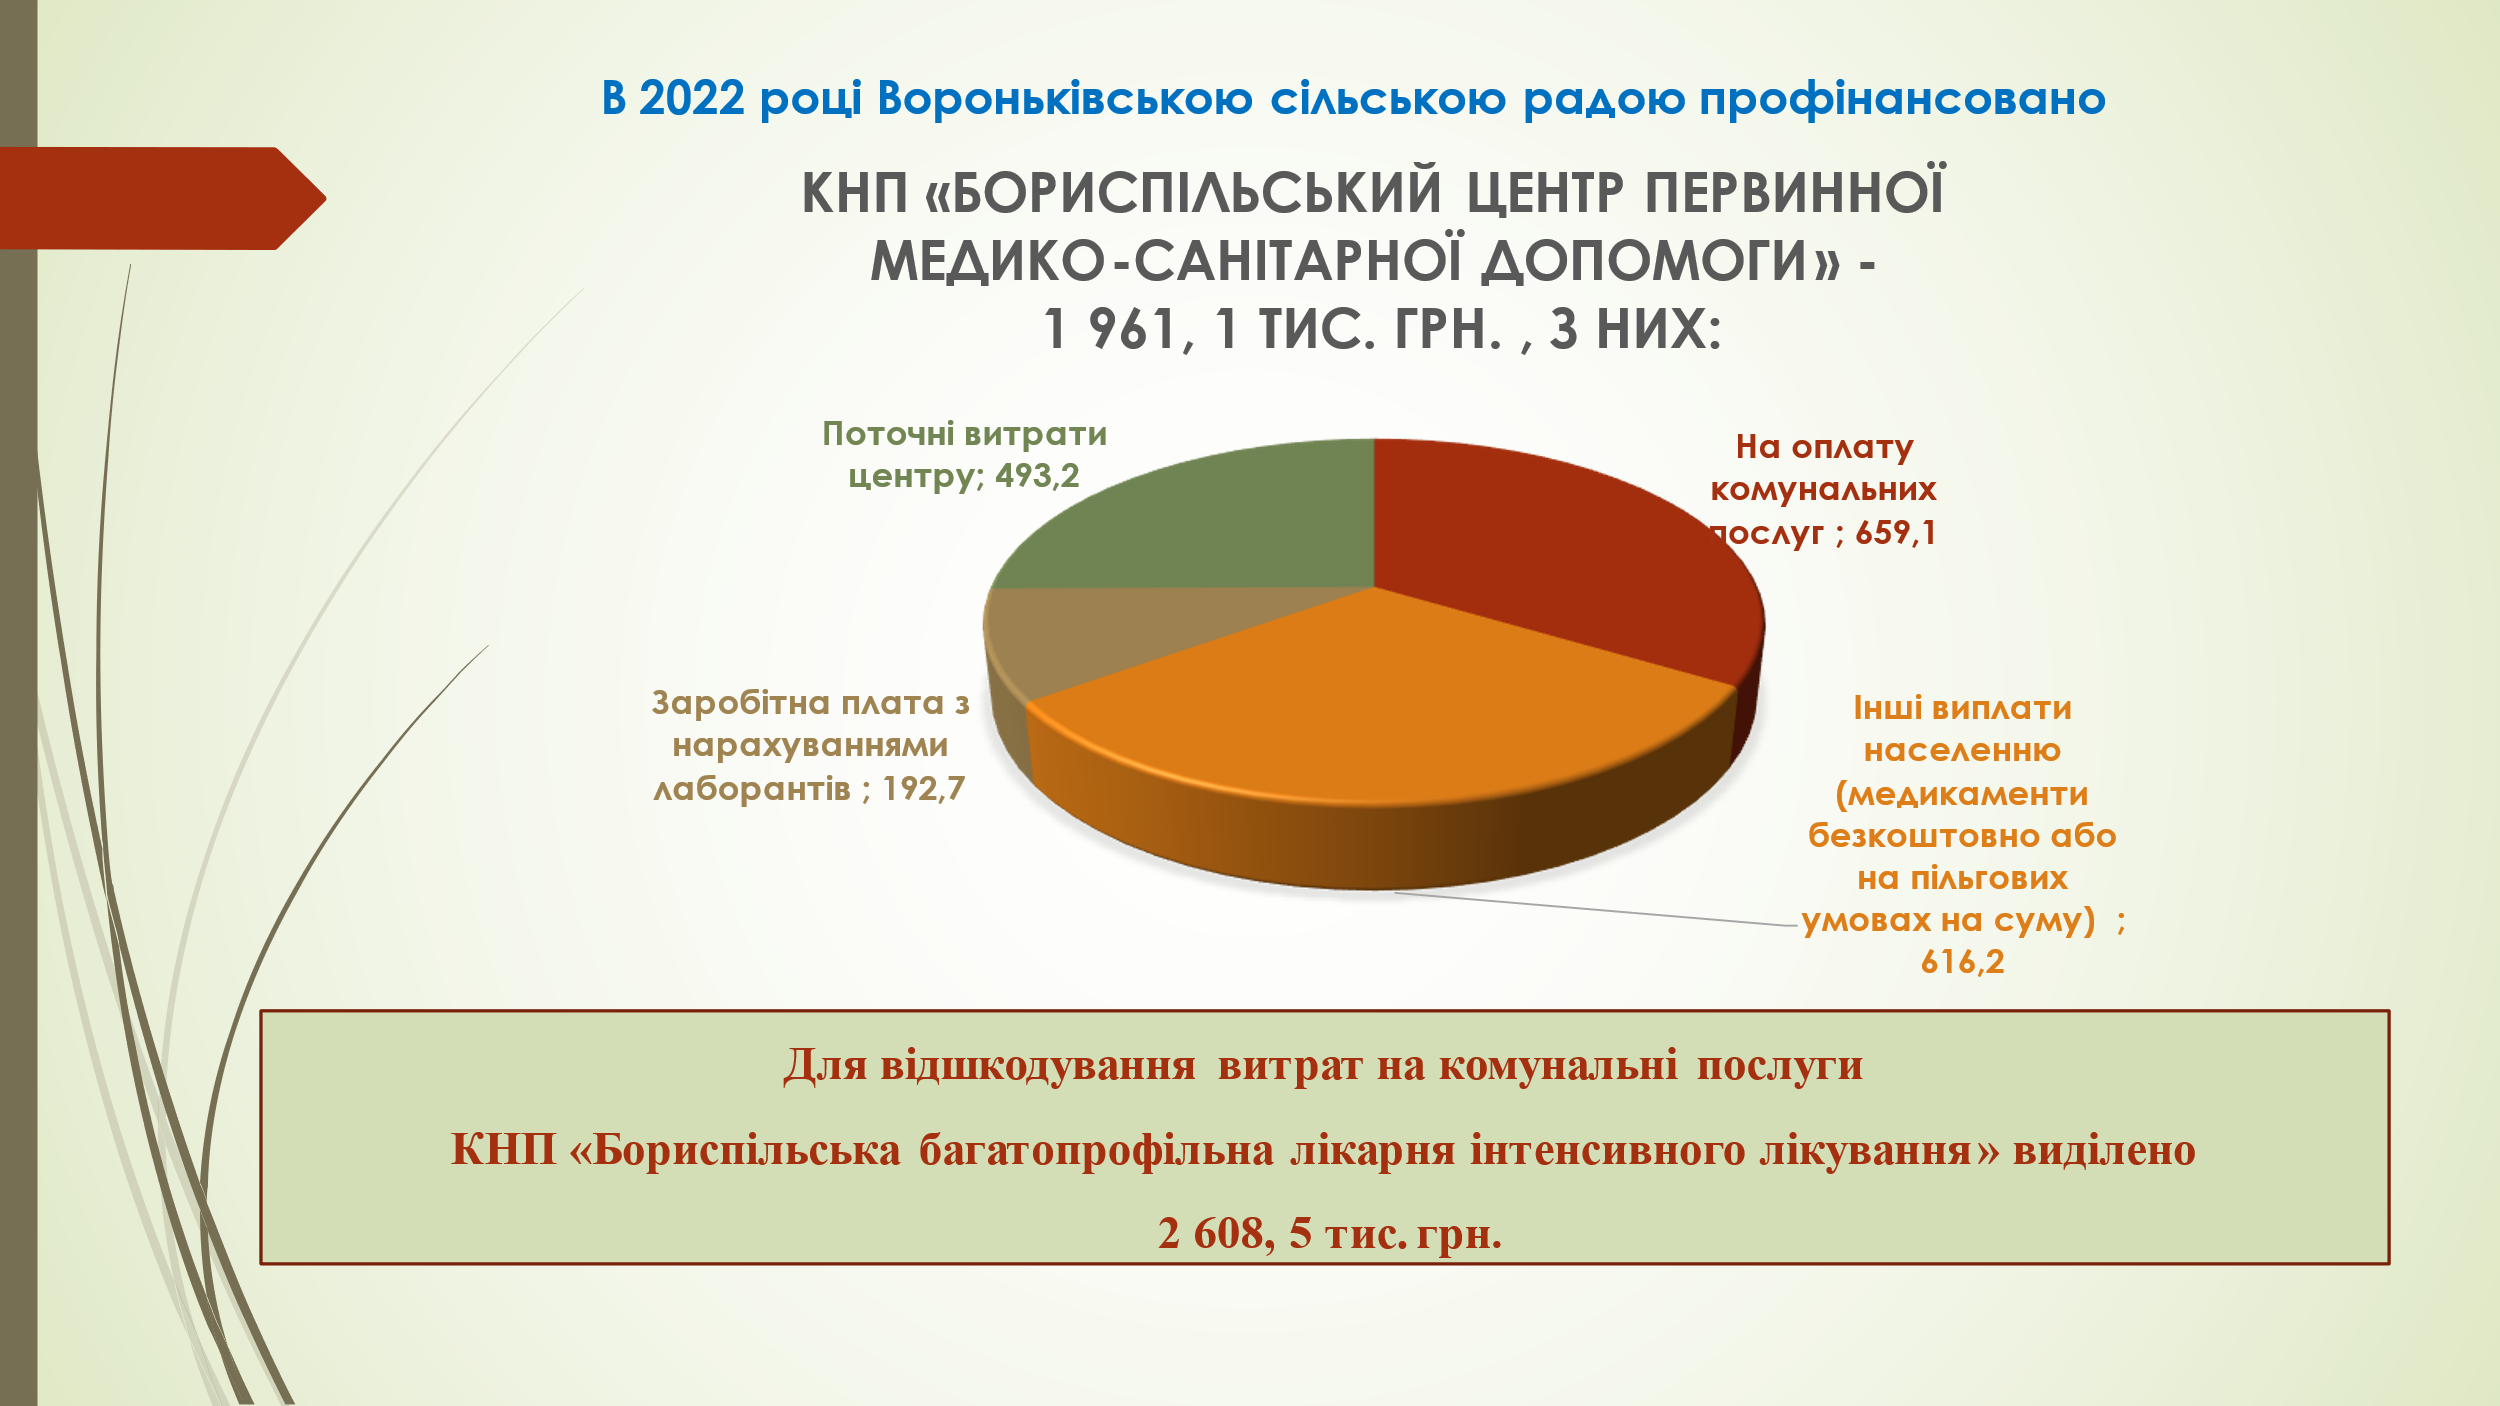 В 2022 році Вороньківською сільською радою профінансовано
КНП «БОРИСПІЛЬСЬКИЙ ЦЕНТР ПЕРВИННОЇ
МЕДИКО-САНІТАРНОЇ ДОПОМОГИ» -
1 961, 1 ТИС. ГРН. , З НИХ:
Поточні витрати
центру; 493,2
На оплату
комунальних
послуг ; 659,1
Заробітна плата з
нарахуваннями
лаборантів ; 192,7
Інші виплати
населенню
(медикаменти
безкоштовно або
на пільгових
умовах на суму) ;
616,2
Для відшкодування витрат на комунальні послуги
КНП «Бориспільська багатопрофільна лікарня інтенсивного лікування» виділено
2 608, 5 тис. грн.